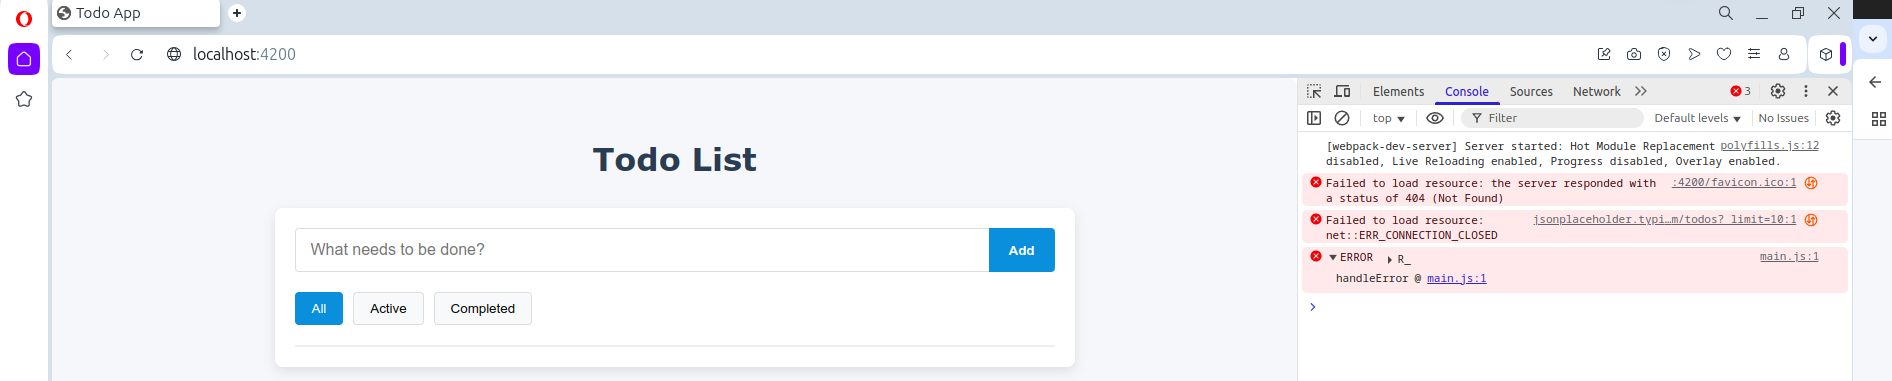 Todo App
localhost:4200
Elements Console Sources Network 3
top Filter Default levels No Issues
[webpack-dev-server] Server started: Hot Module Replacement polyfills.js:12
disabled, Live Reloading enabled, Progress disabled, Overlay enabled.
Failed to load resource: the server responded with :4200/favicon.ico:1
a status of 404 (Not Found)
Failed to load resource: jsonplaceholder.typi…m/todos?_limit=10:1
net::ERR_CONNECTION_CLOSED
ERROR R_ main.js:1
handleError @ main.js:1
Todo List
What needs to be done? Add
All Active Completed